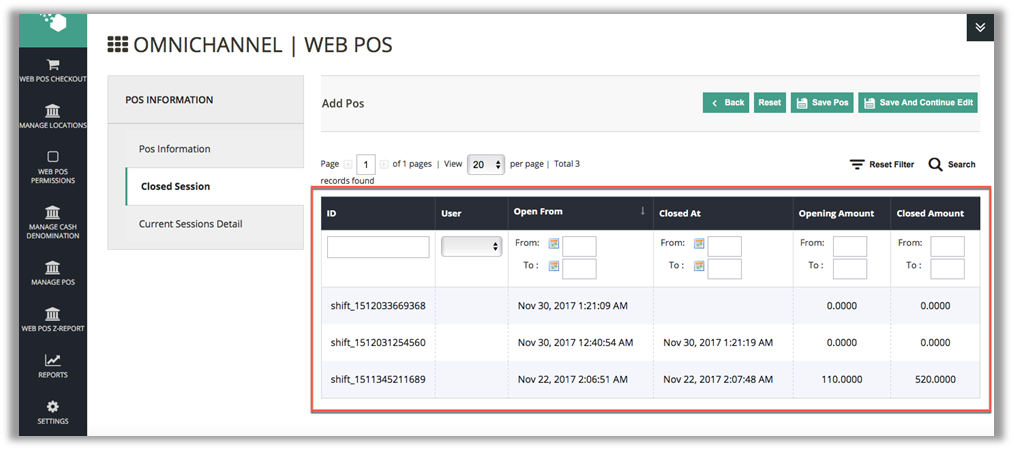 OMNICHANNEL | WEB POS
WEB POS CHECKOUT
MANAGE LOCATIONS
WEB POS
PERMISSIONS
MANAGE CASH
DENOMINATION
MANAGE POS
WEB POS Z-REPORT
REPORTS
SETTINGS
POS INFORMATION
Pos Information
Closed Session
Current Sessions Detail
Add Pos
Back Reset Save Pos Save And Continue Edit
Page 1 of 1 pages | View 20 per page | Total 3
records found
Reset Filter Search
ID User Open From ↓ Closed At Opening Amount Closed Amount
From: From: From: From:
To : To : To : To :
shift_1512033669368 Nov 30, 2017 1:21:09 AM 0.0000 0.0000
shift_1512031254560 Nov 30, 2017 12:40:54 AM Nov 30, 2017 1:21:19 AM 0.0000 0.0000
shift_1511345211689 Nov 22, 2017 2:06:51 AM Nov 22, 2017 2:07:48 AM 110.0000 520.0000